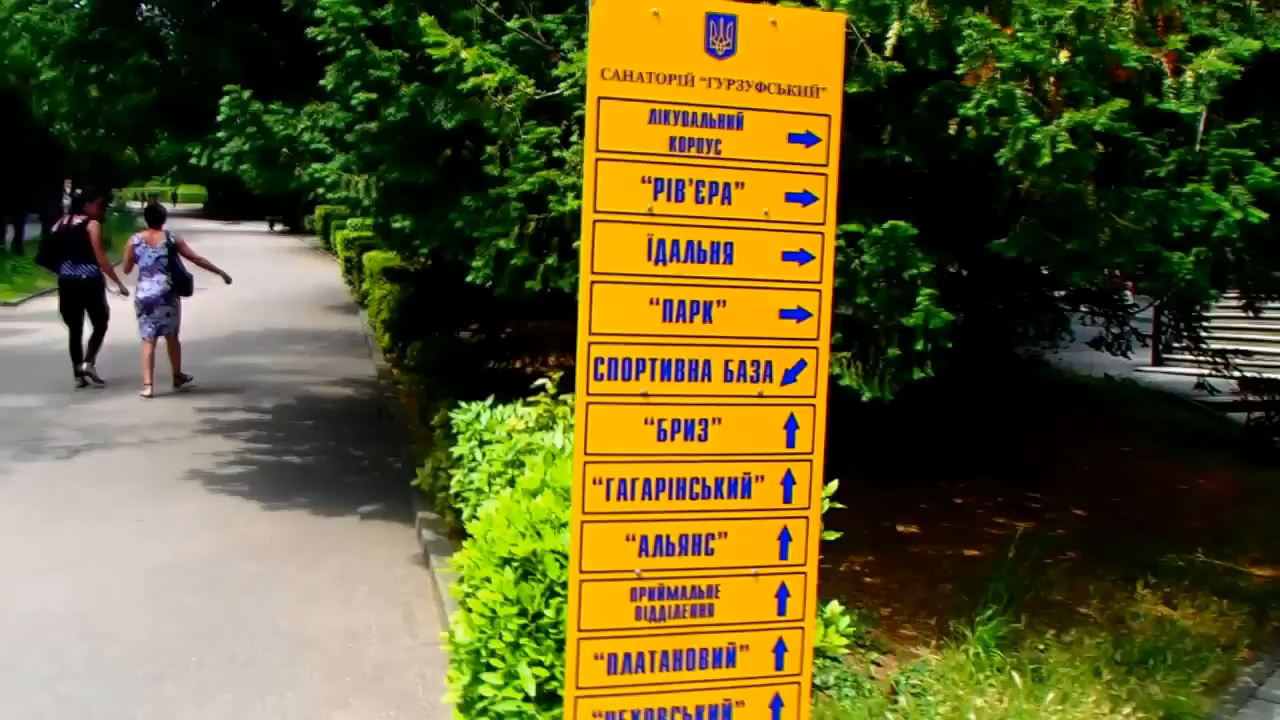 САНАТОРІЙ "ГУРЗУФСЬКИЙ"
ЛІКУВАЛЬНИЙ
КОРПУС
"РІВ'ЄРА"
ЇДАЛЬНЯ
"ПАРК"
СПОРТИВНА БАЗА
"БРИЗ"
"ГАГАРІНСЬКИЙ"
"АЛЬЯНС"
ПРИЙМАЛЬНЕ
ВІДДІЛЕННЯ
"ПЛАТАНОВИЙ"